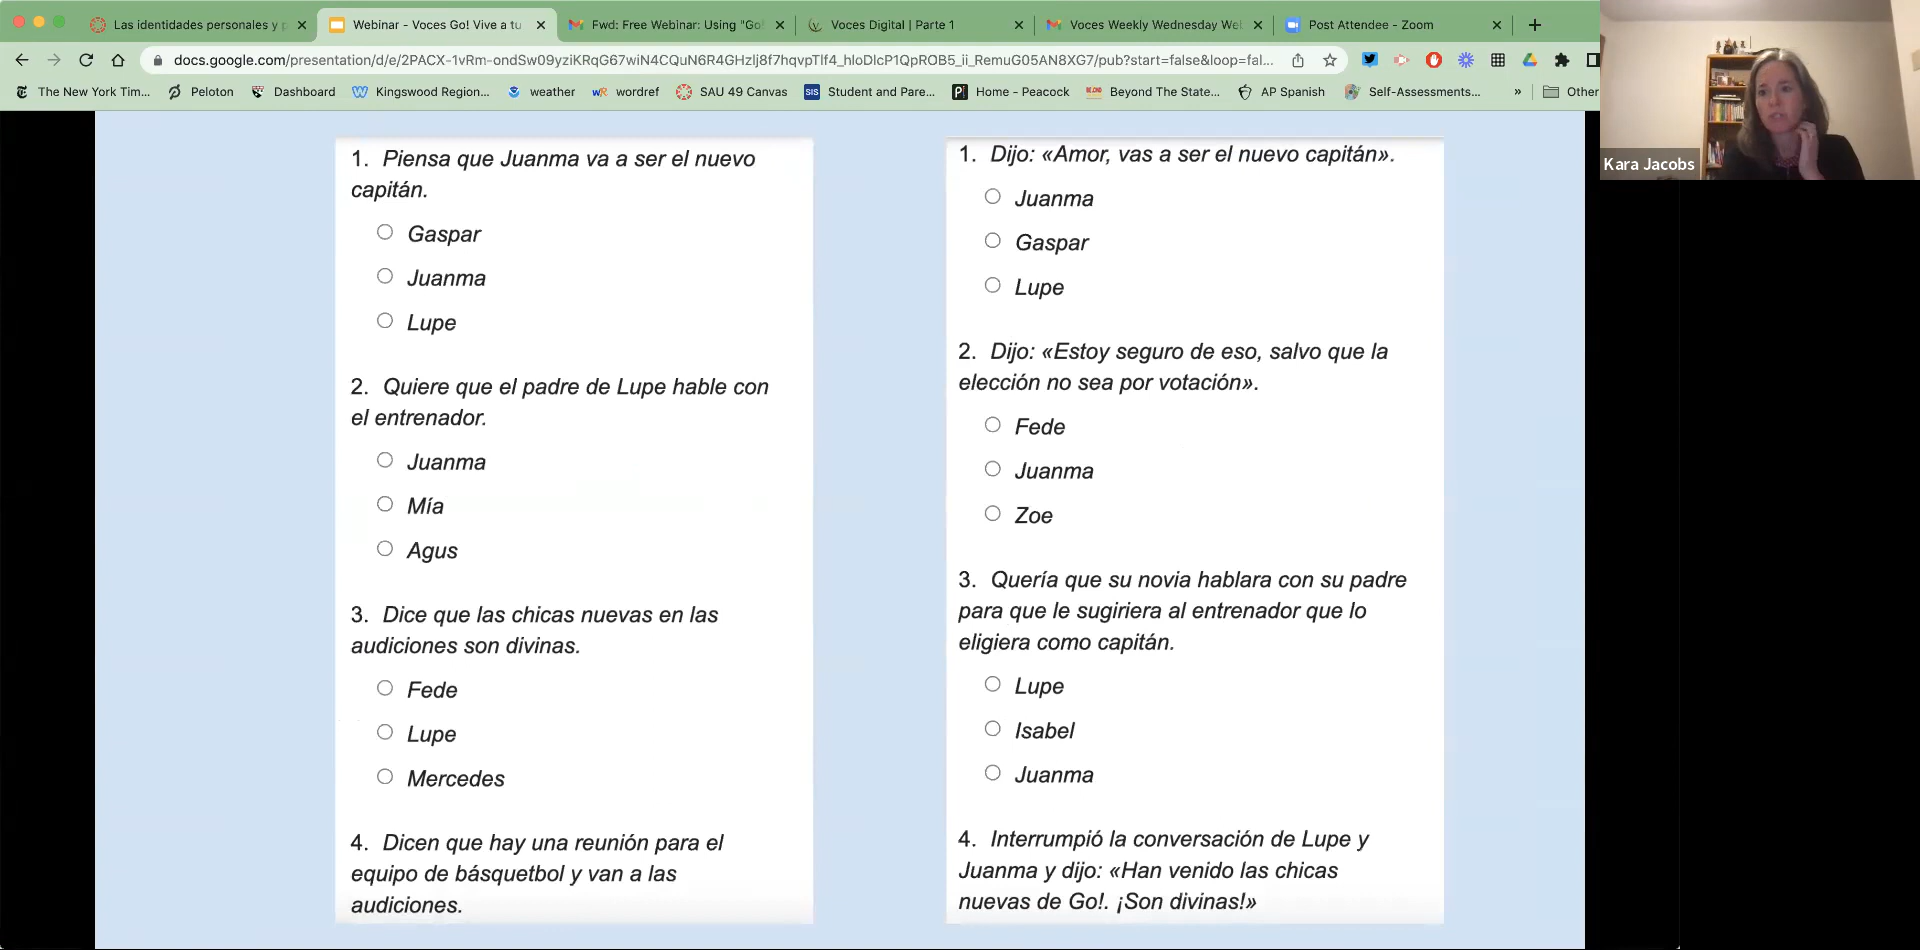 Las identidades personales y p
Webinar - Voces Go! Vive a tu
Fwd: Free Webinar: Using "Go!
Voces Digital | Parte 1
Voces Weekly Wednesday We
Post Attendee - Zoom
docs.google.com/presentation/d/e/2PACX-1vRm-ondSw09yziKRqG67wiN4CQuN6R4GHzlj8f7hqvpTlf4_hloDlcP1QpROB5_ii_RemuG05AN8XG7/pub?start=false&loop=fal...
The New York Tim...
Peloton
Dashboard
Kingswood Region...
weather
wordref
SAU 49 Canvas
Student and Pare...
Home - Peacock
Beyond The State...
AP Spanish
Self-Assessments...
»
Other
Kara Jacobs
1. Piensa que Juanma va a ser el nuevo
capitán.
Gaspar
Juanma
Lupe
2. Quiere que el padre de Lupe hable con
el entrenador.
Juanma
Mía
Agus
3. Dice que las chicas nuevas en las
audiciones son divinas.
Fede
Lupe
Mercedes
4. Dicen que hay una reunión para el
equipo de básquetbol y van a las
audiciones.
1. Dijo: «Amor, vas a ser el nuevo capitán».
Juanma
Gaspar
Lupe
2. Dijo: «Estoy seguro de eso, salvo que la
elección no sea por votación».
Fede
Juanma
Zoe
3. Quería que su novia hablara con su padre
para que le sugiriera al entrenador que lo
eligiera como capitán.
Lupe
Isabel
Juanma
4. Interrumpió la conversación de Lupe y
Juanma y dijo: «Han venido las chicas
nuevas de Go!. ¡Son divinas!»